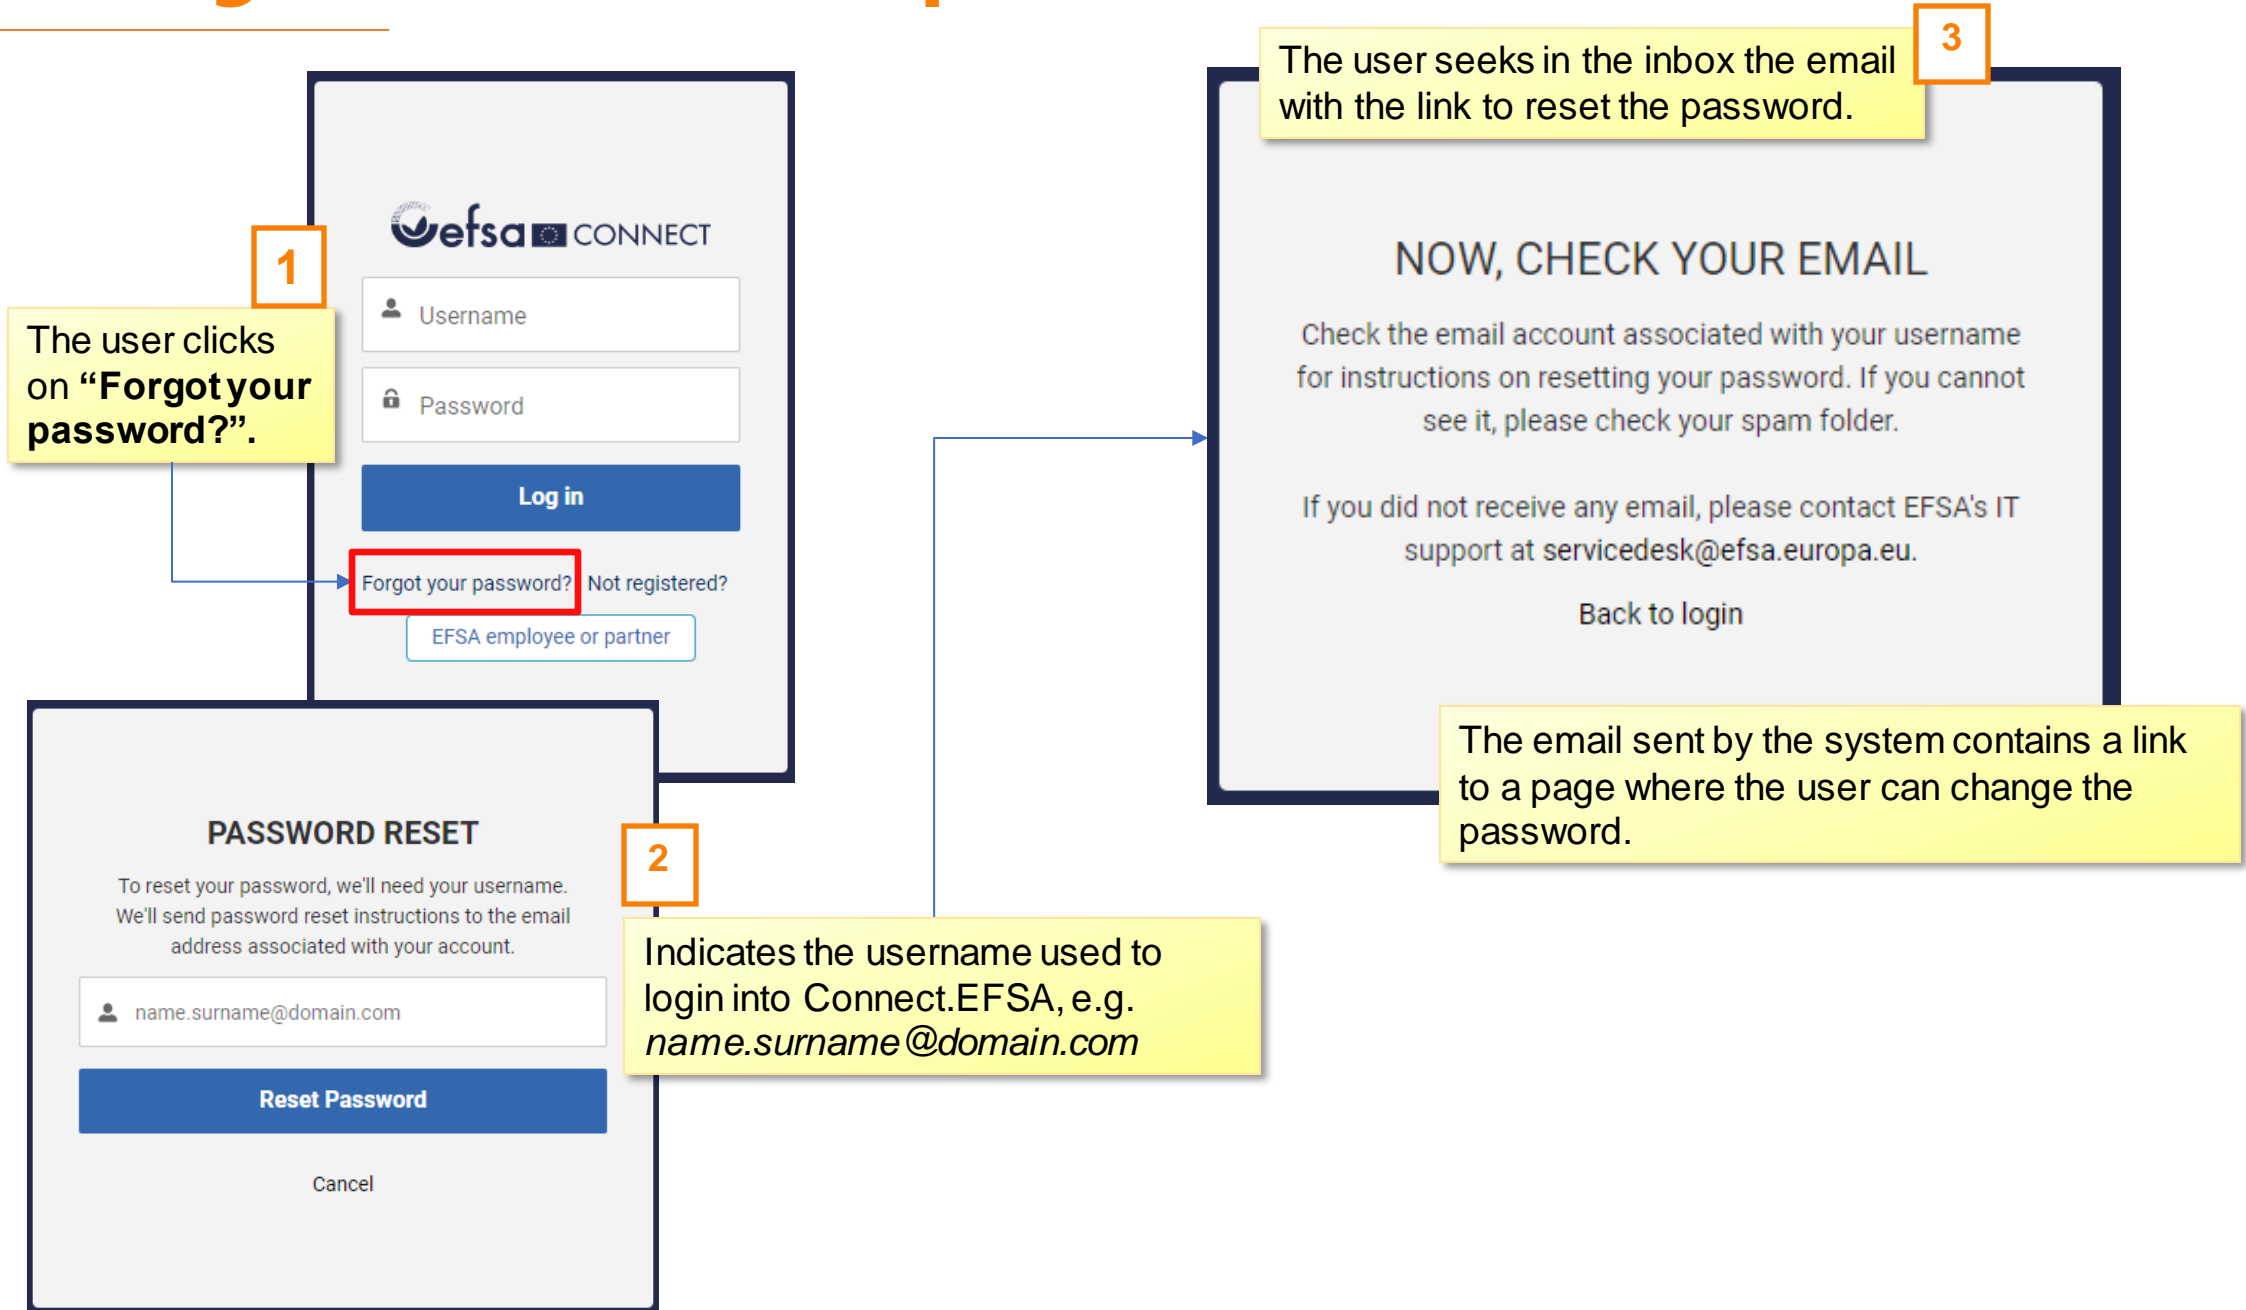 1
The user clicks
on “Forgot your
password?”.
efsa CONNECT
Username
Password
Log in
Forgot your password? Not registered?
EFSA employee or partner
PASSWORD RESET
To reset your password, we'll need your username.
We'll send password reset instructions to the email
address associated with your account.
name.surname@domain.com
Reset Password
Cancel
2
Indicates the username used to
login into Connect.EFSA, e.g.
name.surname@domain.com
3
The user seeks in the inbox the email
with the link to reset the password.
NOW, CHECK YOUR EMAIL
Check the email account associated with your username
for instructions on resetting your password. If you cannot
see it, please check your spam folder.
If you did not receive any email, please contact EFSA's IT
support at servicedesk@efsa.europa.eu.
Back to login
The email sent by the system contains a link
to a page where the user can change the
password.